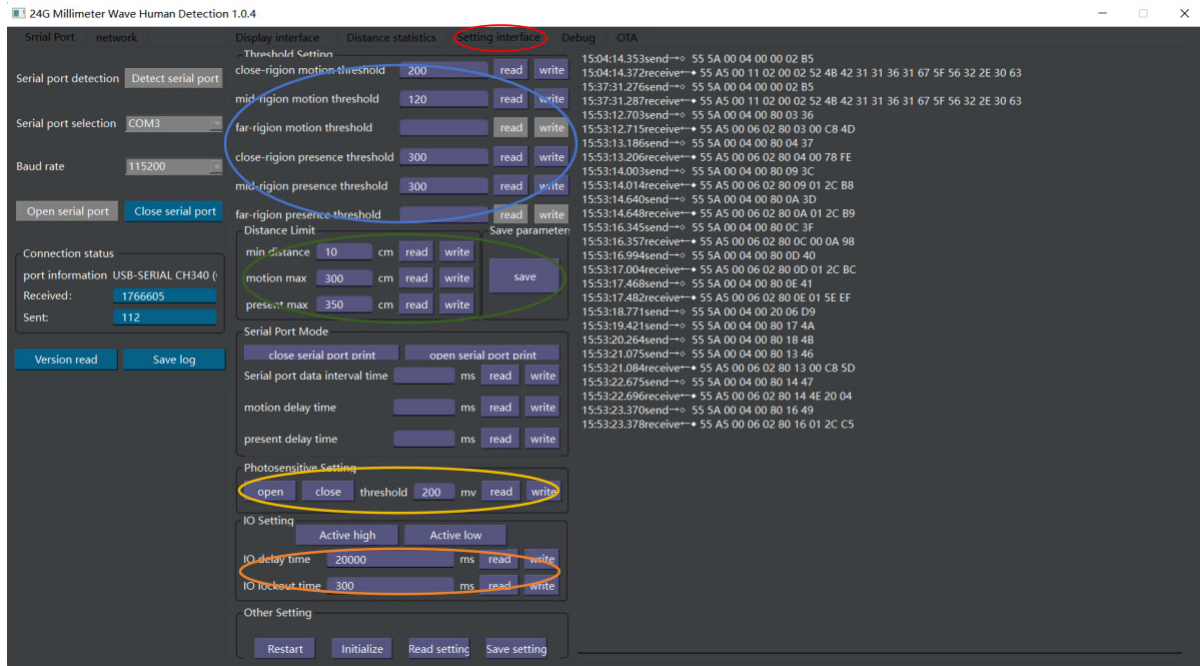 24G Millimeter Wave Human Detection 1.0.4
Srrial Port network
Display interface Distance statistics Setting interface Debug OTA
Serial port detection Detect serial port
Serial port selection COM3
Baud rate 115200
Open serial port Close serial port
Connection status
port information USB-SERIAL CH340 (
Received: 1766605
Sent: 112
Version read Save log
Threshold Setting
close-rigion motion threshold 200 read write
mid-rigion motion threshold 120 read write
far-rigion motion threshold read write
close-rigion presence threshold 300 read write
mid-rigion presence threshold 300 read write
far-rigion presence threshold read write
Distance Limit
min distance 10 cm read write
motion max 300 cm read write
present max 350 cm read write
Save parameters
save
Serial Port Mode
close serial port print open serial port print
Serial port data interval time ms read write
motion delay time ms read write
present delay time ms read write
Photosensitive Setting
open close threshold 200 mv read write
IO Setting
Active high Active low
IO delay time 20000 ms read write
IO lockout time 300 ms read write
Other Setting
Restart Initialize Read setting Save setting
15:04:14.353send→⋄ 55 5A 00 04 00 00 02 B5
15:04:14.372receive←• 55 A5 00 11 02 00 02 52 4B 42 31 31 36 31 67 5F 56 32 2E 30 63
15:37:31.276send→⋄ 55 5A 00 04 00 00 02 B5
15:37:31.287receive←• 55 A5 00 11 02 00 02 52 4B 42 31 31 36 31 67 5F 56 32 2E 30 63
15:53:12.703send→⋄ 55 5A 00 04 00 80 03 36
15:53:12.715receive←• 55 A5 00 06 02 80 03 00 C8 4D
15:53:13.186send→⋄ 55 5A 00 04 00 80 04 37
15:53:13.206receive←• 55 A5 00 06 02 80 04 00 78 FE
15:53:14.003send→⋄ 55 5A 00 04 00 80 09 3C
15:53:14.014receive←• 55 A5 00 06 02 80 09 01 2C B8
15:53:14.640send→⋄ 55 5A 00 04 00 80 0A 3D
15:53:14.648receive←• 55 A5 00 06 02 80 0A 01 2C B9
15:53:16.345send→⋄ 55 5A 00 04 00 80 0C 3F
15:53:16.357receive←• 55 A5 00 06 02 80 0C 00 0A 98
15:53:16.994send→⋄ 55 5A 00 04 00 80 0D 40
15:53:17.004receive←• 55 A5 00 06 02 80 0D 01 2C BC
15:53:17.468send→⋄ 55 5A 00 04 00 80 0E 41
15:53:17.482receive←• 55 A5 00 06 02 80 0E 01 5E EF
15:53:18.771send→⋄ 55 5A 00 04 00 20 06 D9
15:53:19.421send→⋄ 55 5A 00 04 00 80 17 4A
15:53:20.264send→⋄ 55 5A 00 04 00 80 18 4B
15:53:21.075send→⋄ 55 5A 00 04 00 80 13 46
15:53:21.084receive←• 55 A5 00 06 02 80 13 00 C8 5D
15:53:22.675send→⋄ 55 5A 00 04 00 80 14 47
15:53:22.696receive←• 55 A5 00 06 02 80 14 4E 20 04
15:53:23.370send→⋄ 55 5A 00 04 00 80 16 49
15:53:23.378receive←• 55 A5 00 06 02 80 16 01 2C C5